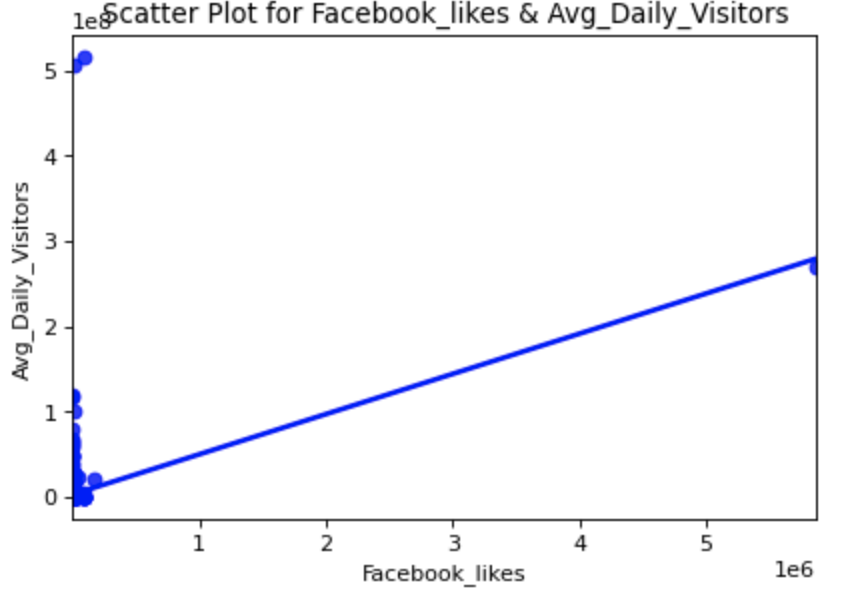 1e8
Scatter Plot for Facebook_likes & Avg_Daily_Visitors
5
4
3
2
1
0
Avg_Daily_Visitors
1 2 3 4 5
1e6
Facebook_likes